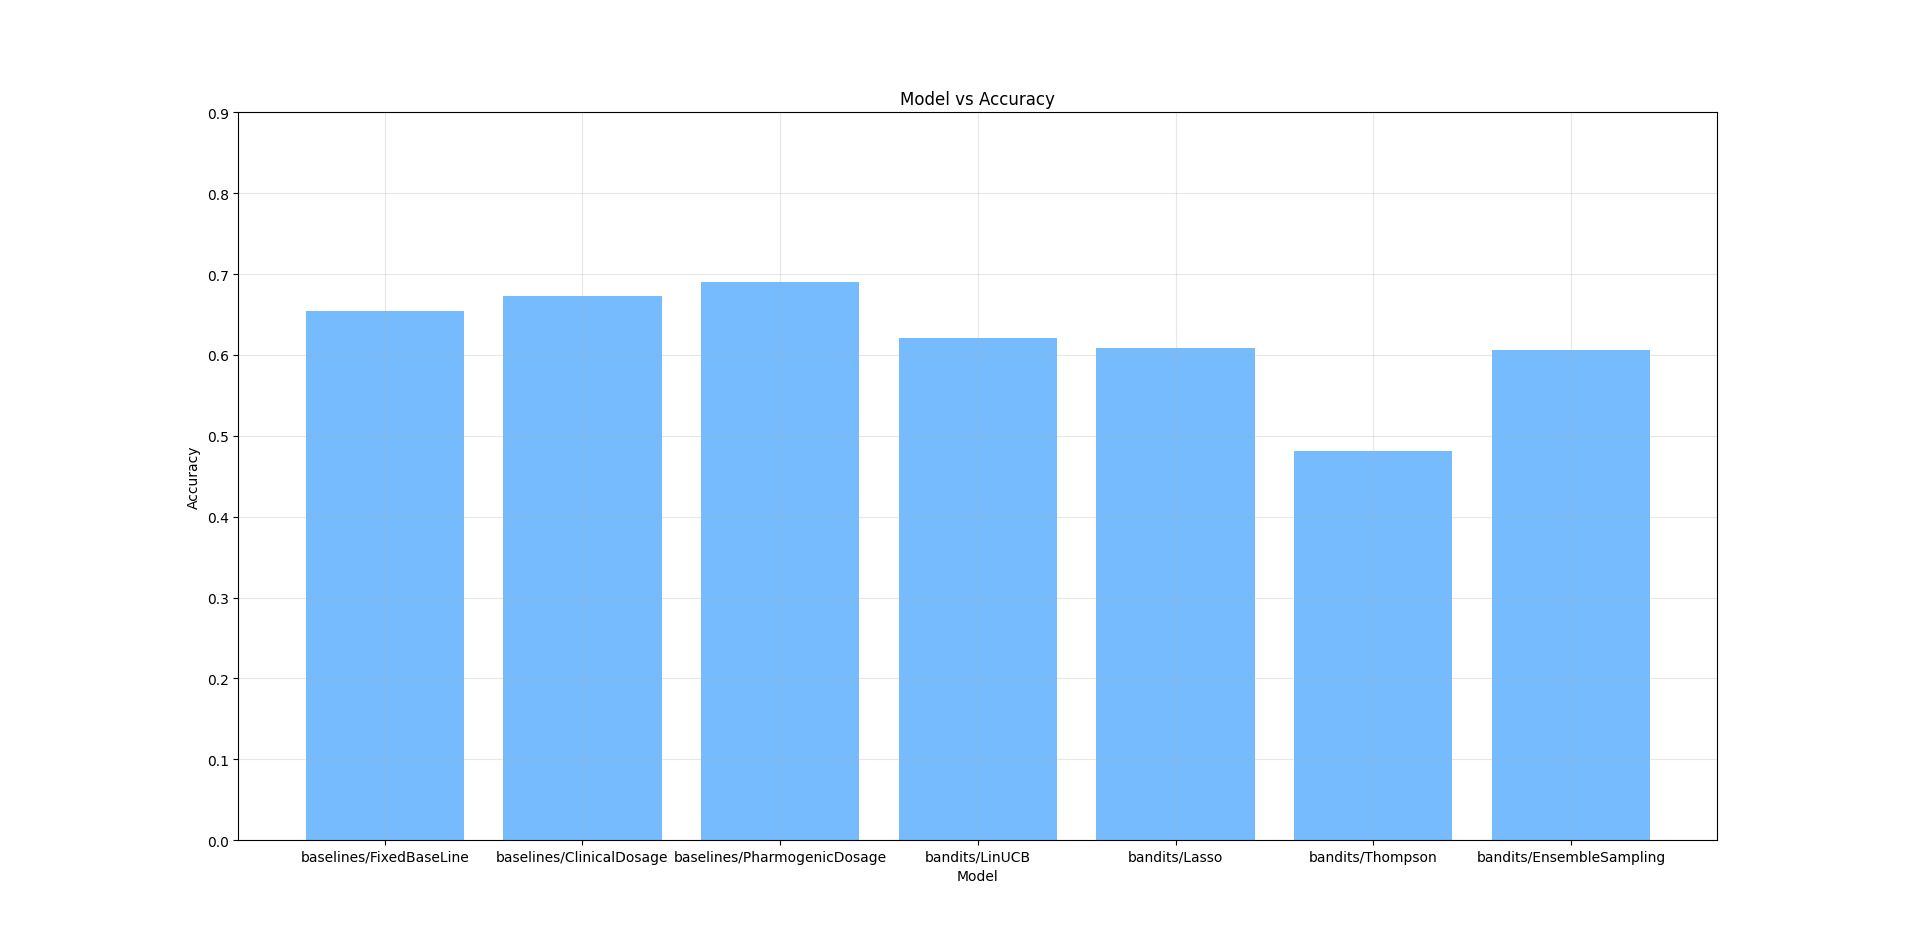 Model vs Accuracy
0.9
0.8
0.7
0.6
0.5
0.4
0.3
0.2
0.1
0.0
Accuracy
baselines/FixedBaseLine baselines/ClinicalDosage baselines/PharmogenicDosage bandits/LinUCB bandits/Lasso bandits/Thompson bandits/EnsembleSampling
Model